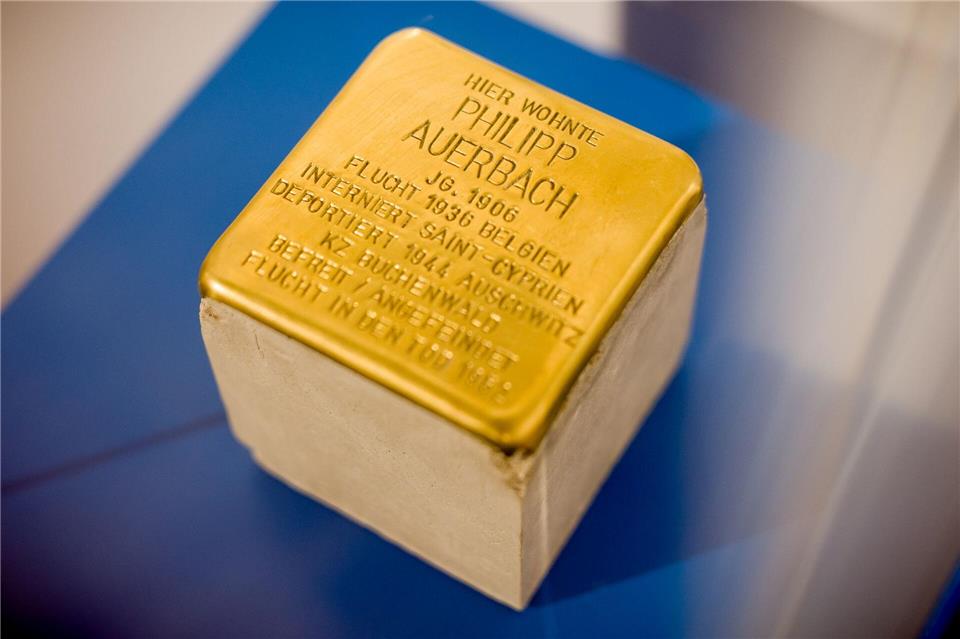 HIER WOHNTE
PHILIPP
AUERBACH
JG. 1906
FLUCHT 1936 BELGIEN
INTERNIERT SAINT-CYPRIEN
DEPORTIERT 1944 AUSCHWITZ
KZ BUCHENWALD
BEFREIT / ANGEFEINDET
FLUCHT IN DEN TOD 1952